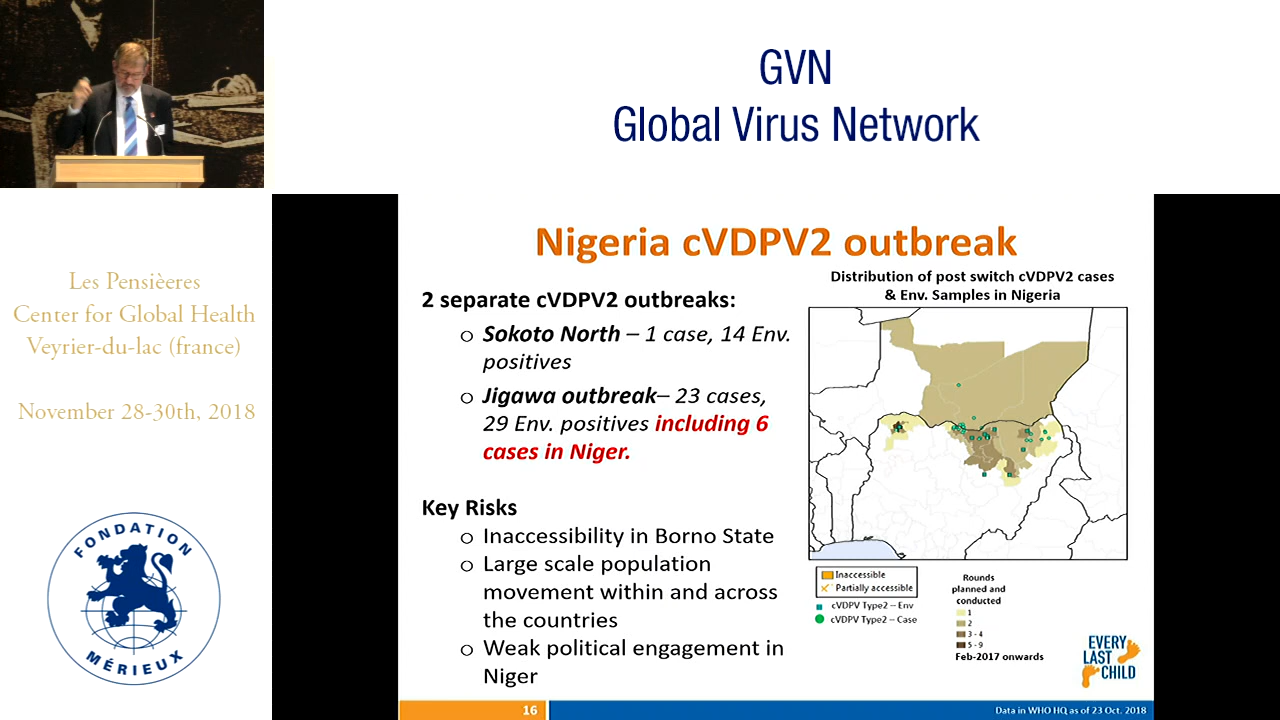 GVN
Global Virus Network
Les Pensièeres
Center for Global Health
Veyrier-du-lac (france)
November 28-30th, 2018
FONDATION
MÉRIEUX
Nigeria cVDPV2 outbreak
2 separate cVDPV2 outbreaks:
o Sokoto North – 1 case, 14 Env.
positives
o Jigawa outbreak– 23 cases,
29 Env. positives including 6
cases in Niger.
Key Risks
o Inaccessibility in Borno State
o Large scale population
movement within and across
the countries
o Weak political engagement in
Niger
Distribution of post switch cVDPV2 cases
& Env. Samples in Nigeria
Inaccessible
Partially accessible
cVDPV Type2 – Env
cVDPV Type2 – Case
Rounds
planned and
conducted
1
2
3 - 4
5 - 9
Feb-2017 onwards
EVERY
LAST
CHILD
16
Data in WHO HQ as of 23 Oct. 2018